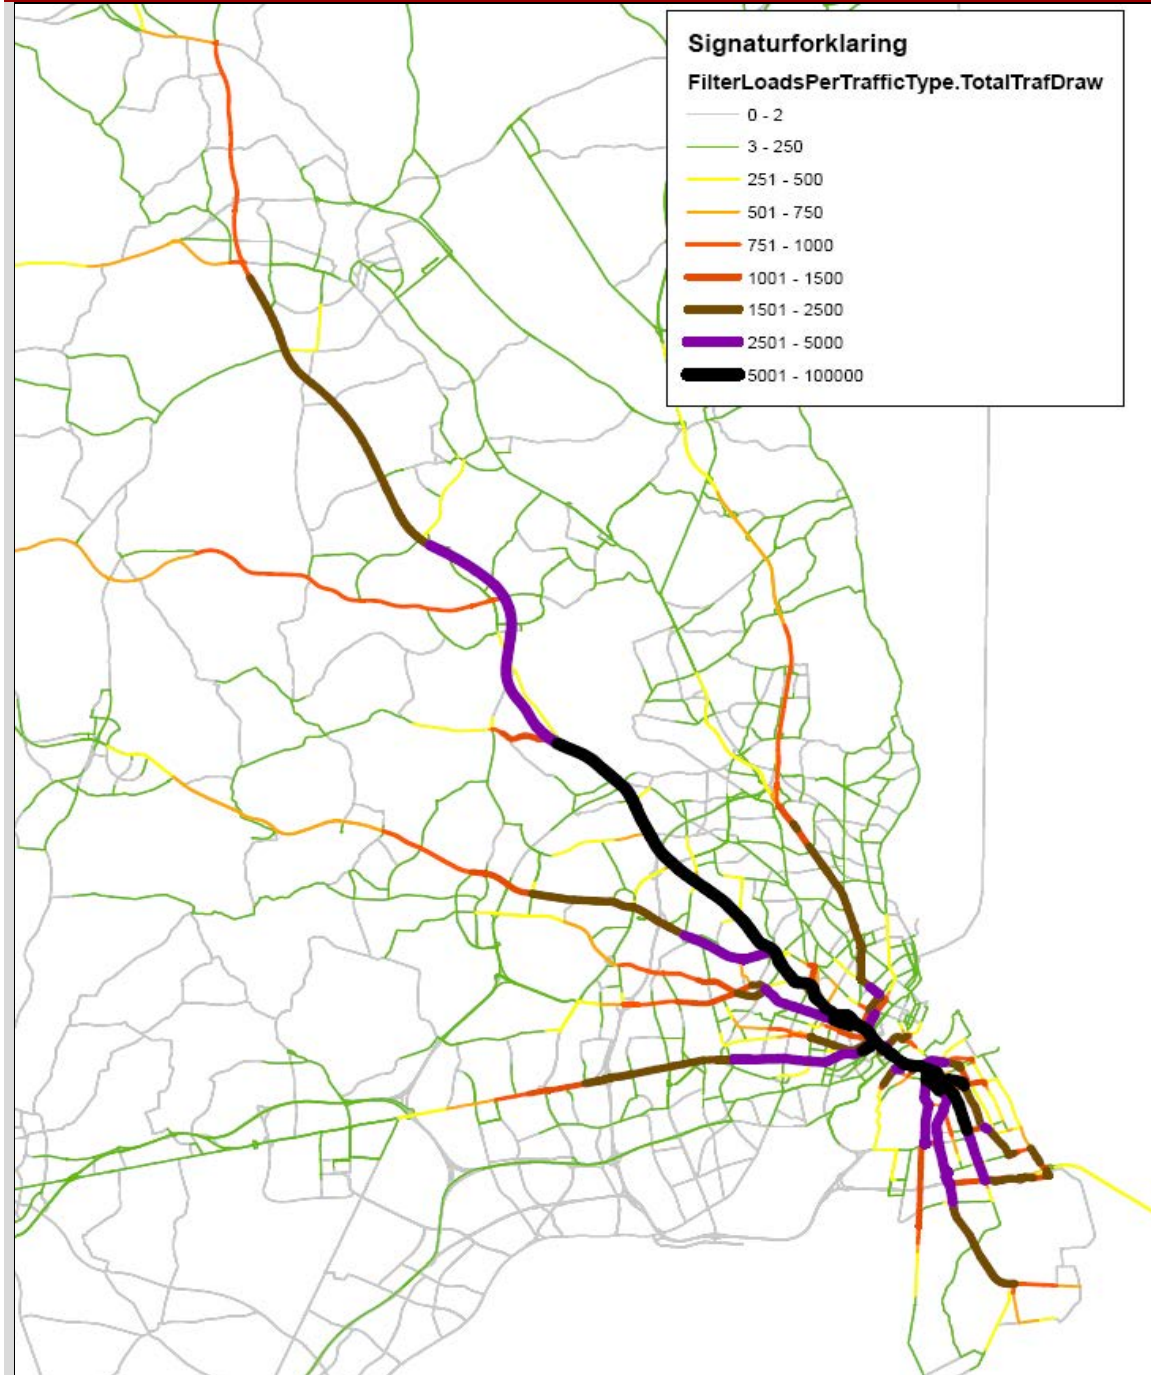 Signaturforklaring
FilterLoadsPerTrafficType.TotalTrafDraw
0 - 2
3 - 250
251 - 500
501 - 750
751 - 1000
1001 - 1500
1501 - 2500
2501 - 5000
5001 - 100000